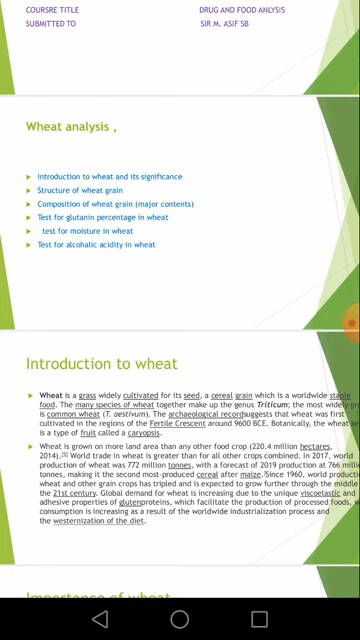 COURSRE TITLE DRUG AND FOOD ANLYSIS
SUBMITTED TO SIR M. ASIF SB
Wheat analysis ,
Introduction to wheat and its significance
Structure of wheat grain
Composition of wheat grain (major contents)
Test for glutanin percentage in wheat
test for moisture in wheat
Test for alcohalic acidity in wheat
Introduction to wheat
Wheat is a grass widely cultivated for its seed, a cereal grain which is a worldwide staple
food. The many species of wheat together make up the genus Triticum; the most widely
is common wheat (T. aestivum). The archaeological recordsuggests that wheat was first
cultivated in the regions of the Fertile Crescent around 9600 BCE. Botanically, the wheat
is a type of fruit called a caryopsis.
Wheat is grown on more land area than any other food crop (220.4 million hectares,
2014).[5] World trade in wheat is greater than for all other crops combined. In 2017, world
production of wheat was 772 million tonnes, with a forecast of 2019 production at 766
tonnes, making it the second most-produced cereal after maize. Since 1960, world
wheat and other grain crops has tripled and is expected to grow further through the middle
the 21st century. Global demand for wheat is increasing due to the unique viscoelastic and
adhesive properties of glutenproteins, which facilitate the production of processed foods,
consumption is increasing as a result of the worldwide industrialization process and
the westernization of the diet.